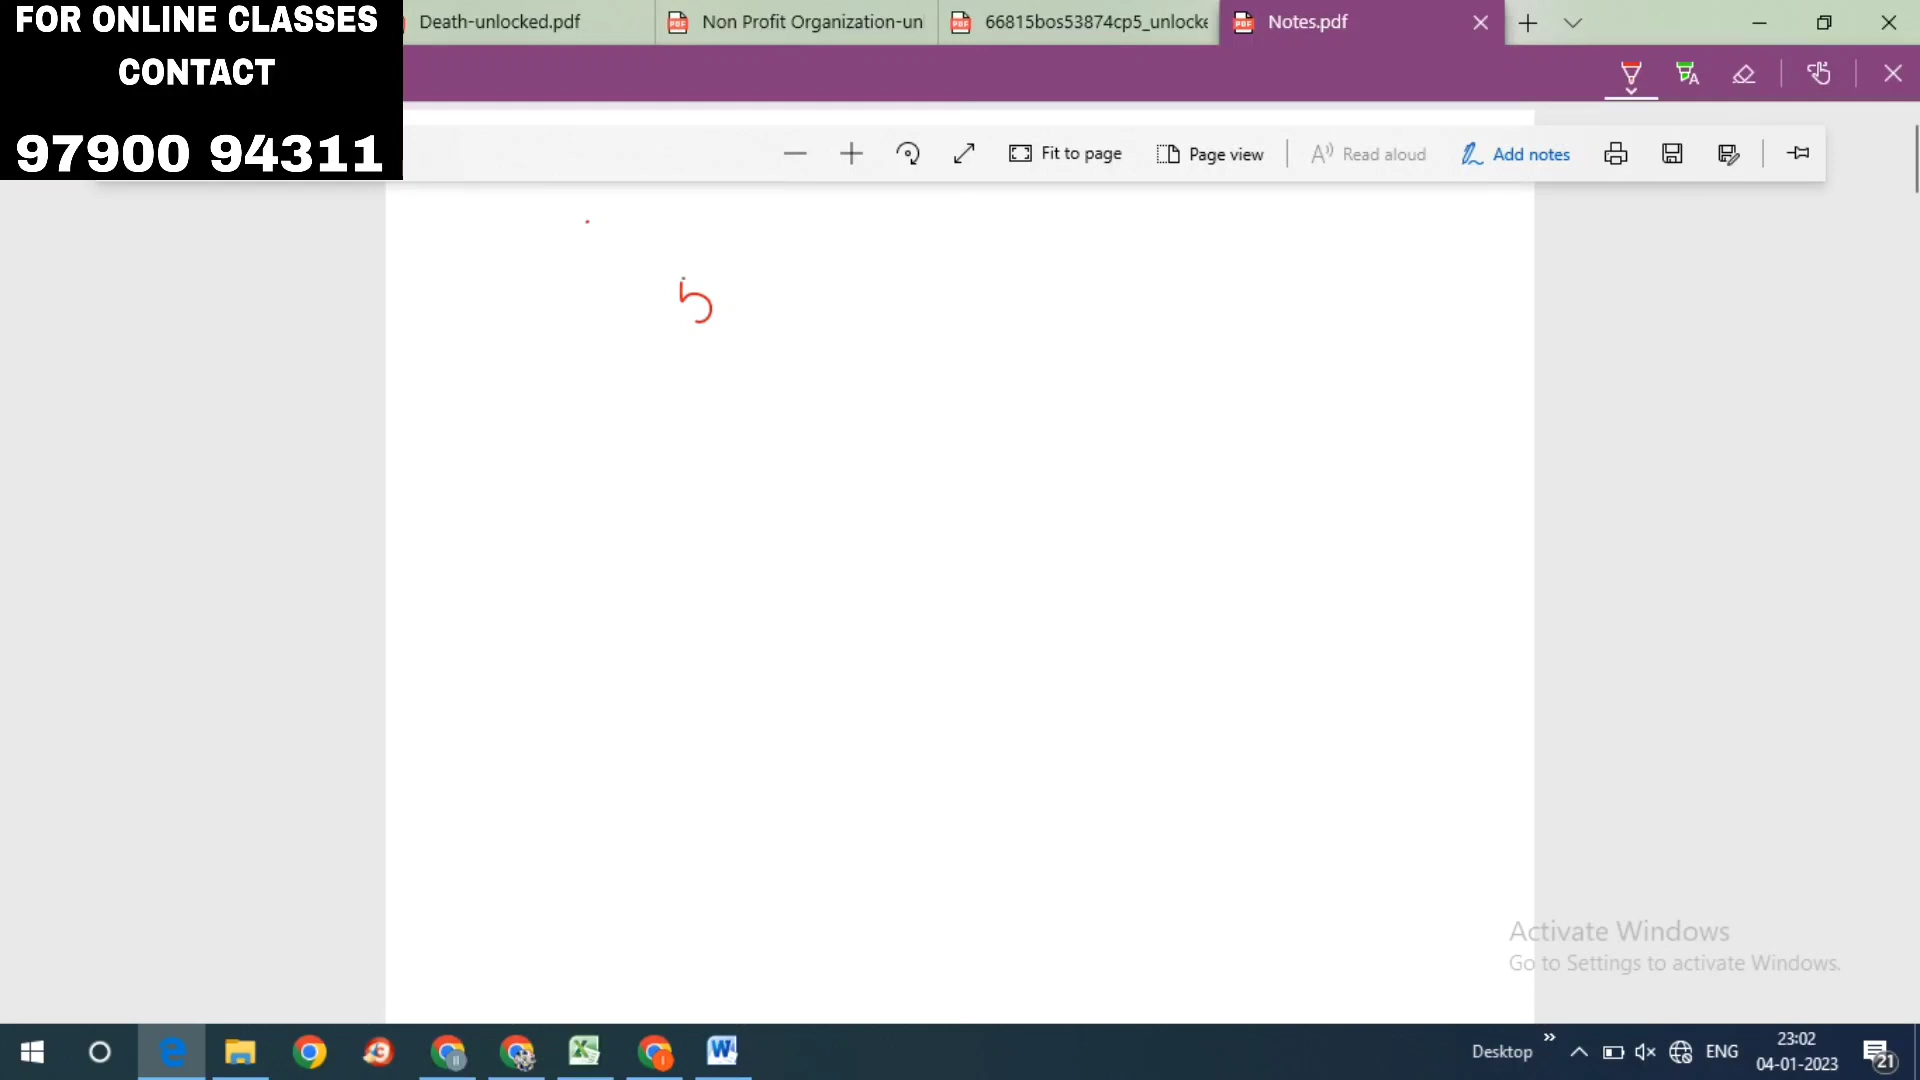 FOR ONLINE CLASSES
CONTACT
97900 94311
Death-unlocked.pdf
Non Profit Organization-un
66815bos53874cp5_unlocke
Notes.pdf
Fit to page
Page view
Read aloud
Add notes
5
Activate Windows
Go to Settings to activate Windows.
Desktop
ENG
23:02
04-01-2023
21